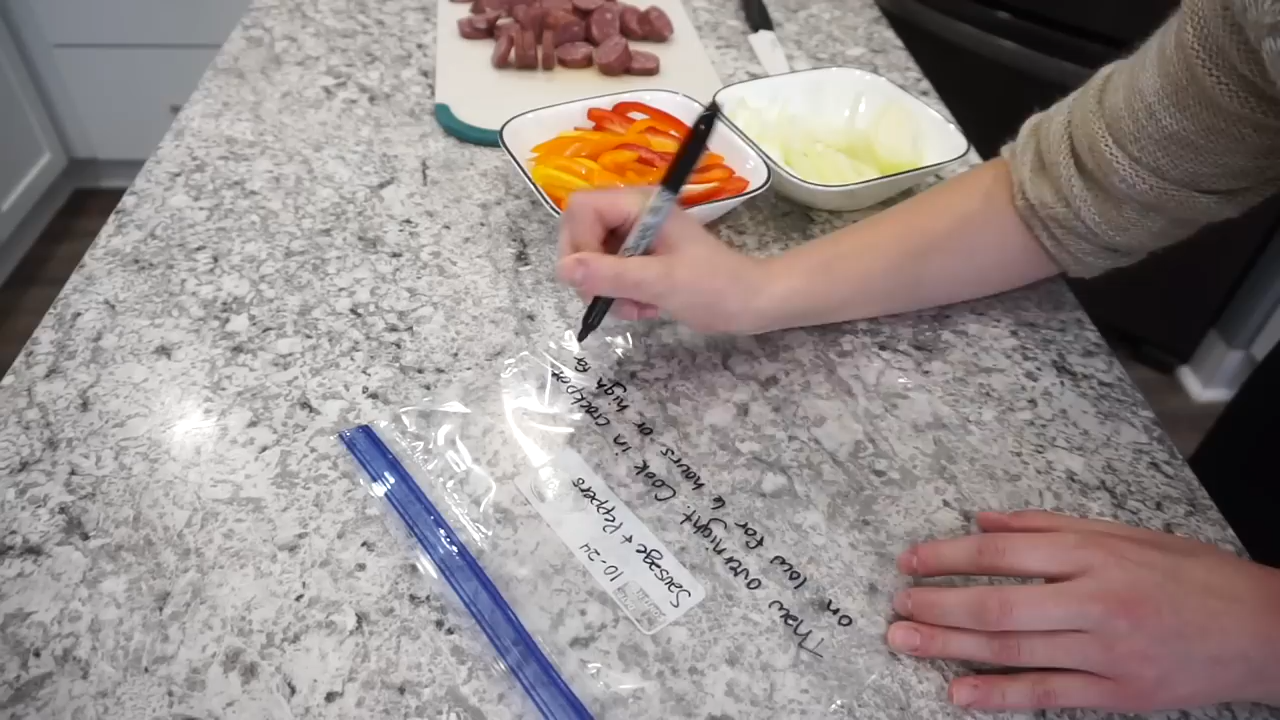 Sausage + Peppers
10-24
Thaw overnight Cook in crockpot
on low for 6 hours or high for